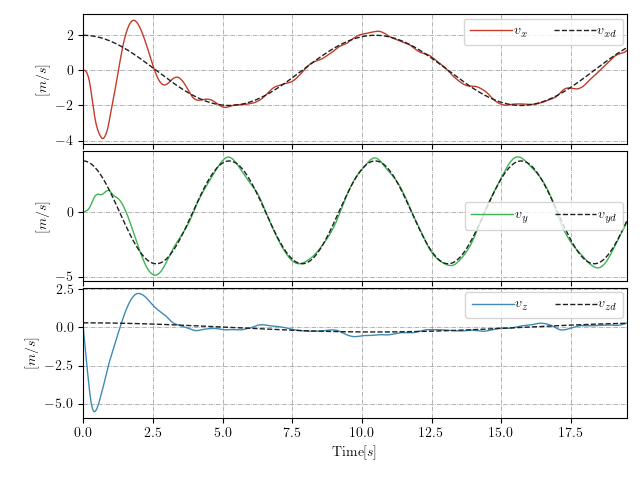 2
0
−2
−4
[m/s]
v_x v_xd
0
−5
[m/s]
v_y v_yd
2.5
0.0
−2.5
−5.0
[m/s]
v_z v_zd
0.0 2.5 5.0 7.5 10.0 12.5 15.0 17.5
Time[s]